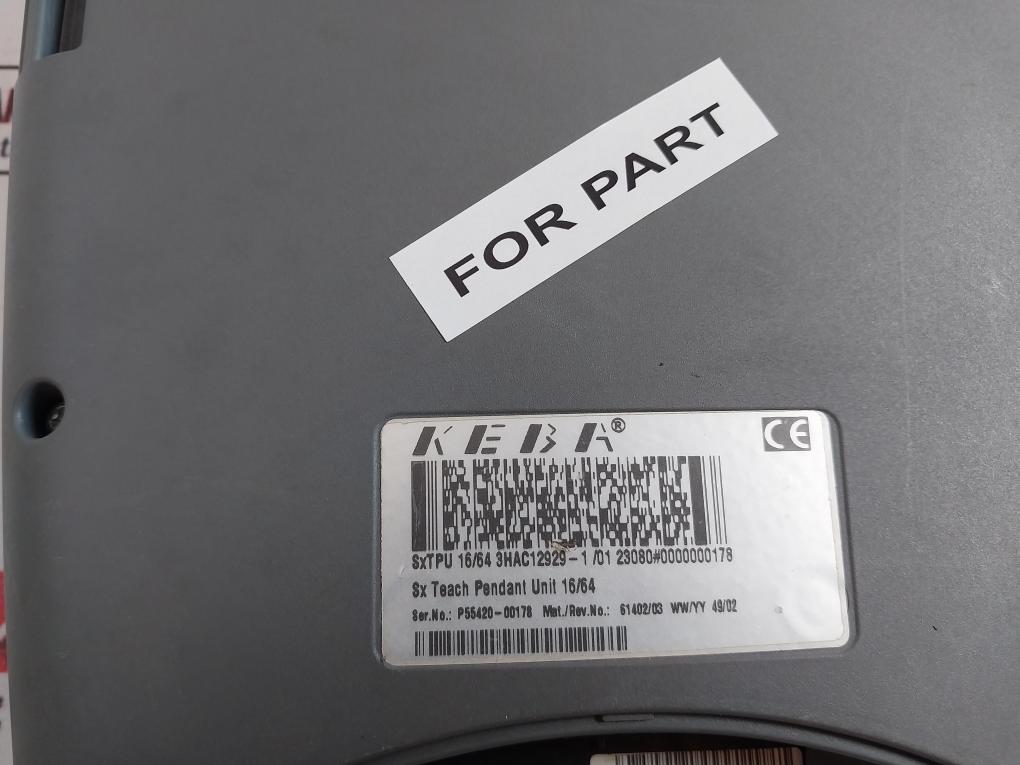 FOR PART
KEBA®
CE
SxTPU 16/64 3HAC12929-1 /01 23080#0000000178
Sx Teach Pendant Unit 16/64
Ser.No.: P55420-00178 Mat./Rev.No.: 61402/03 WW/YY 49/02